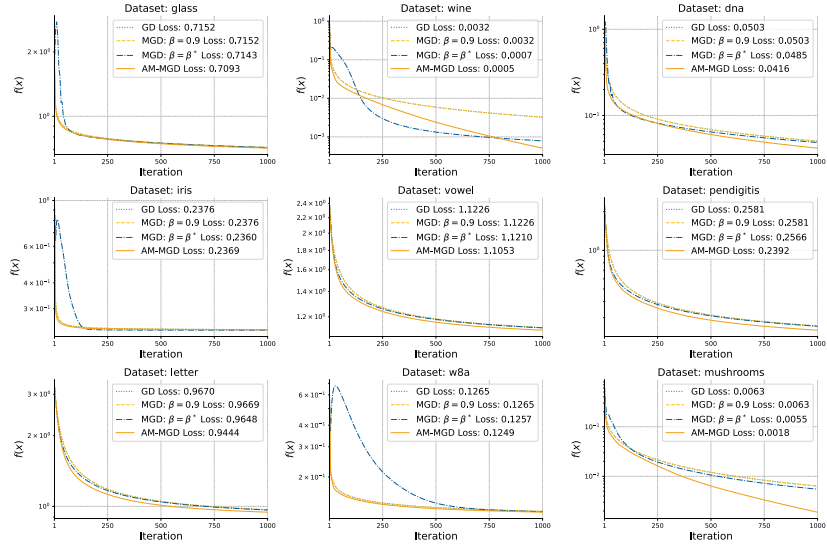 Dataset: glass
GD Loss: 0.7152
MGD: β = 0.9 Loss: 0.7152
MGD: β = β* Loss: 0.7143
AM-MGD Loss: 0.7093
2 × 10⁰
10⁰
f(x)
1 250 500 750 1000
Iteration
Dataset: wine
GD Loss: 0.0032
MGD: β = 0.9 Loss: 0.0032
MGD: β = β* Loss: 0.0007
AM-MGD Loss: 0.0005
10⁰
10⁻¹
10⁻²
10⁻³
f(x)
1 250 500 750 1000
Iteration
Dataset: dna
GD Loss: 0.0503
MGD: β = 0.9 Loss: 0.0503
MGD: β = β* Loss: 0.0485
AM-MGD Loss: 0.0416
10⁰
10⁻¹
f(x)
1 250 500 750 1000
Iteration
Dataset: iris
GD Loss: 0.2376
MGD: β = 0.9 Loss: 0.2376
MGD: β = β* Loss: 0.2360
AM-MGD Loss: 0.2369
10⁰
6 × 10⁻¹
3 × 10⁻¹
f(x)
1 250 500 750 1000
Iteration
Dataset: vowel
GD Loss: 1.1226
MGD: β = 0.9 Loss: 1.1226
MGD: β = β* Loss: 1.1210
AM-MGD Loss: 1.1053
2.4 × 10⁰
2.2 × 10⁰
2 × 10⁰
1.8 × 10⁰
1.6 × 10⁰
1.4 × 10⁰
1.2 × 10⁰
f(x)
1 250 500 750 1000
Iteration
Dataset: pendigitis
GD Loss: 0.2581
MGD: β = 0.9 Loss: 0.2581
MGD: β = β* Loss: 0.2566
AM-MGD Loss: 0.2392
10⁰
f(x)
1 250 500 750 1000
Iteration
Dataset: letter
GD Loss: 0.9670
MGD: β = 0.9 Loss: 0.9669
MGD: β = β* Loss: 0.9648
AM-MGD Loss: 0.9444
3 × 10⁰
2 × 10⁰
10⁰
f(x)
1 250 500 750 1000
Iteration
Dataset: w8a
GD Loss: 0.1265
MGD: β = 0.9 Loss: 0.1265
MGD: β = β* Loss: 0.1257
AM-MGD Loss: 0.1249
6 × 10⁻¹
4 × 10⁻¹
3 × 10⁻¹
2 × 10⁻¹
f(x)
1 250 500 750 1000
Iteration
Dataset: mushrooms
GD Loss: 0.0063
MGD: β = 0.9 Loss: 0.0063
MGD: β = β* Loss: 0.0055
AM-MGD Loss: 0.0018
10⁻¹
10⁻²
f(x)
1 250 500 750 1000
Iteration